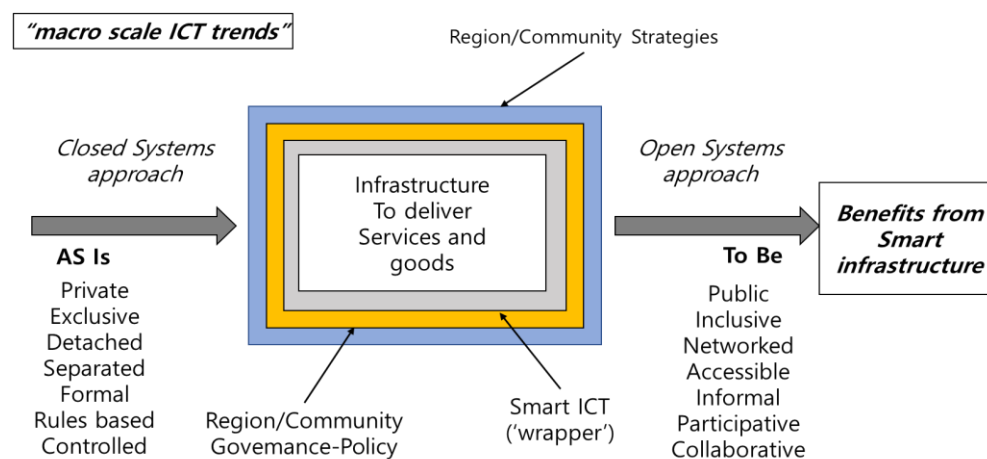 “macro scale ICT trends”
Region/Community Strategies
Closed Systems
approach
Open Systems
approach
Infrastructure
To deliver
Services and
goods
Benefits from
Smart
infrastructure
AS Is
Private
Exclusive
Detached
Separated
Formal
Rules based
Controlled
To Be
Public
Inclusive
Networked
Accessible
Informal
Participative
Collaborative
Region/Community
Govemance-Policy
Smart ICT
(‘wrapper’)